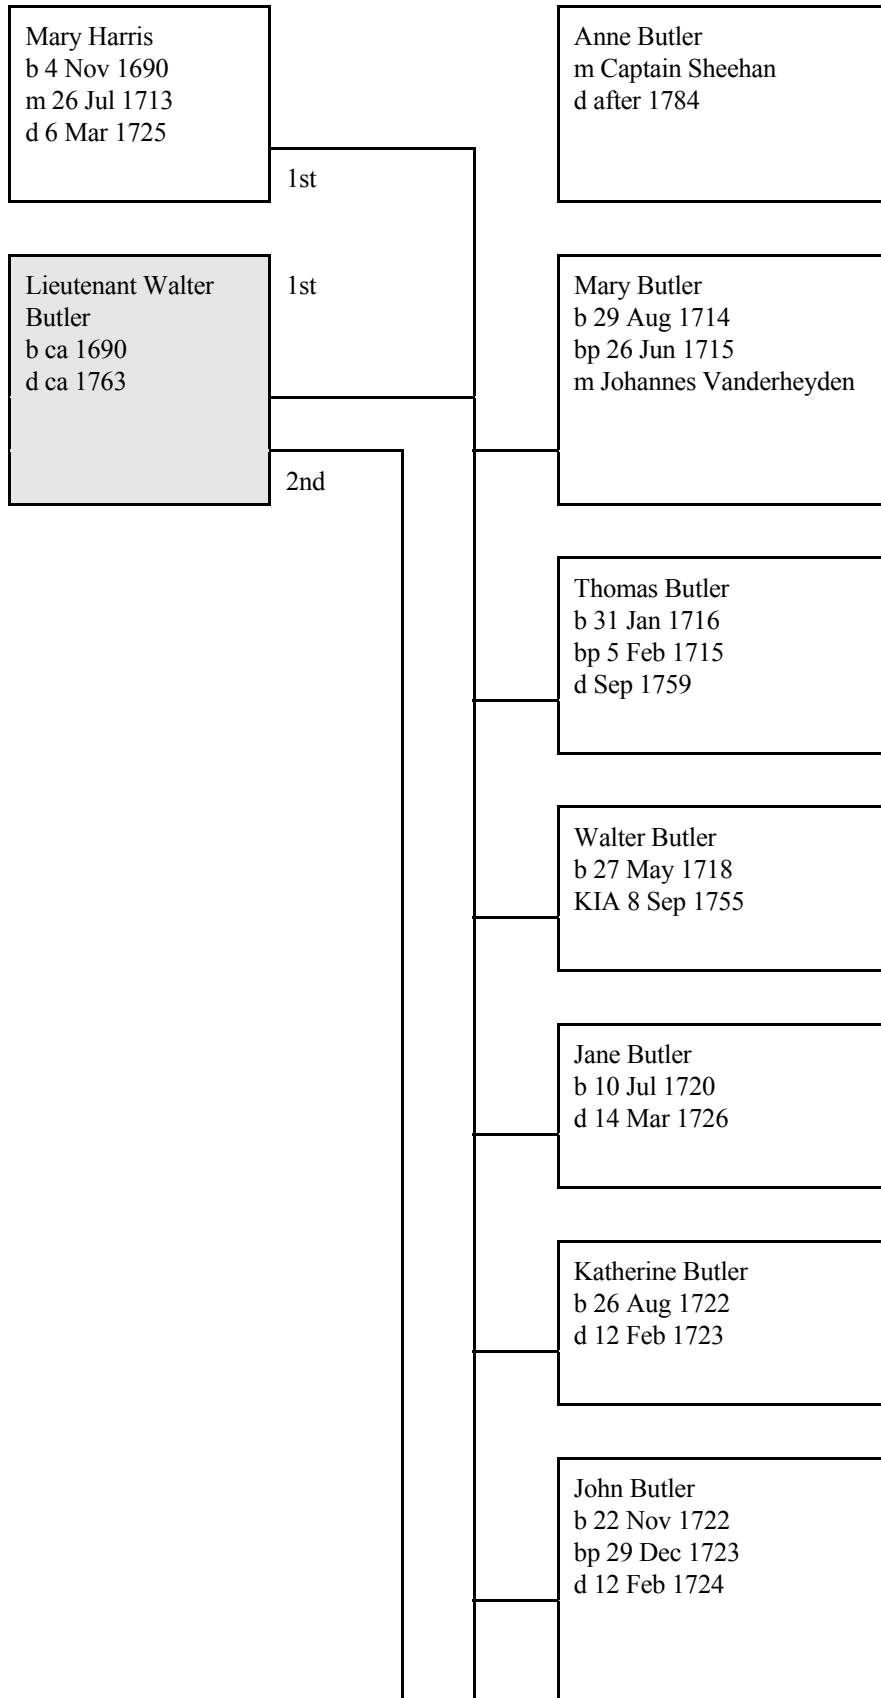 Mary Harris
b 4 Nov 1690
m 26 Jul 1713
d 6 Mar 1725
1st
Lieutenant Walter
Butler
b ca 1690
d ca 1763
1st
2nd
Anne Butler
m Captain Sheehan
d after 1784
Mary Butler
b 29 Aug 1714
bp 26 Jun 1715
m Johannes Vanderheyden
Thomas Butler
b 31 Jan 1716
bp 5 Feb 1715
d Sep 1759
Walter Butler
b 27 May 1718
KIA 8 Sep 1755
Jane Butler
b 10 Jul 1720
d 14 Mar 1726
Katherine Butler
b 26 Aug 1722
d 12 Feb 1723
John Butler
b 22 Nov 1722
bp 29 Dec 1723
d 12 Feb 1724